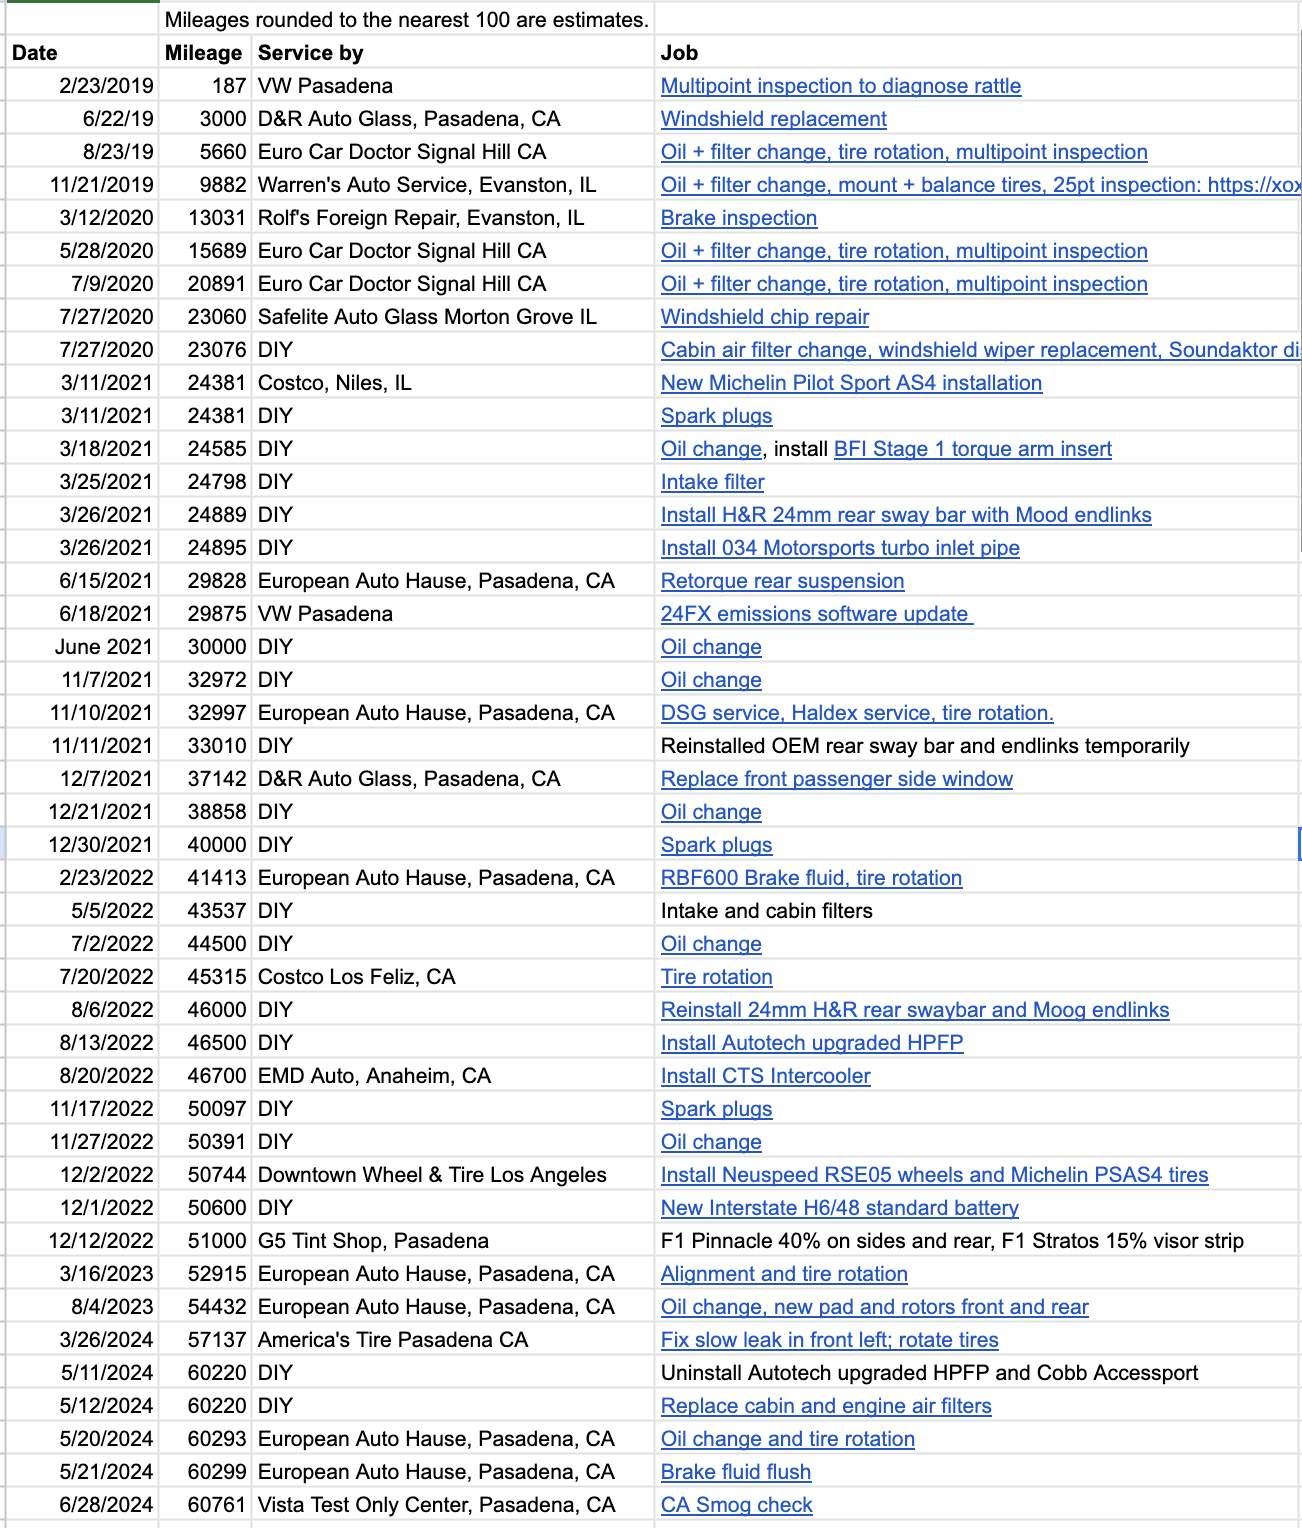 Mileages rounded to the nearest 100 are estimates.
Date Mileage Service by Job
2/23/2019 187 VW Pasadena Multipoint inspection to diagnose rattle
6/22/19 3000 D&R Auto Glass, Pasadena, CA Windshield replacement
8/23/19 5660 Euro Car Doctor Signal Hill CA Oil + filter change, tire rotation, multipoint inspection
11/21/2019 9882 Warren's Auto Service, Evanston, IL Oil + filter change, mount + balance tires, 25pt inspection: https://xox
3/12/2020 13031 Rolf's Foreign Repair, Evanston, IL Brake inspection
5/28/2020 15689 Euro Car Doctor Signal Hill CA Oil + filter change, tire rotation, multipoint inspection
7/9/2020 20891 Euro Car Doctor Signal Hill CA Oil + filter change, tire rotation, multipoint inspection
7/27/2020 23060 Safelite Auto Glass Morton Grove IL Windshield chip repair
7/27/2020 23076 DIY Cabin air filter change, windshield wiper replacement, Soundaktor di
3/11/2021 24381 Costco, Niles, IL New Michelin Pilot Sport AS4 installation
3/11/2021 24381 DIY Spark plugs
3/18/2021 24585 DIY Oil change, install BFI Stage 1 torque arm insert
3/25/2021 24798 DIY Intake filter
3/26/2021 24889 DIY Install H&R 24mm rear sway bar with Mood endlinks
3/26/2021 24895 DIY Install 034 Motorsports turbo inlet pipe
6/15/2021 29828 European Auto Hause, Pasadena, CA Retorque rear suspension
6/18/2021 29875 VW Pasadena 24FX emissions software update
June 2021 30000 DIY Oil change
11/7/2021 32972 DIY Oil change
11/10/2021 32997 European Auto Hause, Pasadena, CA DSG service, Haldex service, tire rotation.
11/11/2021 33010 DIY Reinstalled OEM rear sway bar and endlinks temporarily
12/7/2021 37142 D&R Auto Glass, Pasadena, CA Replace front passenger side window
12/21/2021 38858 DIY Oil change
12/30/2021 40000 DIY Spark plugs
2/23/2022 41413 European Auto Hause, Pasadena, CA RBF600 Brake fluid, tire rotation
5/5/2022 43537 DIY Intake and cabin filters
7/2/2022 44500 DIY Oil change
7/20/2022 45315 Costco Los Feliz, CA Tire rotation
8/6/2022 46000 DIY Reinstall 24mm H&R rear swaybar and Moog endlinks
8/13/2022 46500 DIY Install Autotech upgraded HPFP
8/20/2022 46700 EMD Auto, Anaheim, CA Install CTS Intercooler
11/17/2022 50097 DIY Spark plugs
11/27/2022 50391 DIY Oil change
12/2/2022 50744 Downtown Wheel & Tire Los Angeles Install Neuspeed RSE05 wheels and Michelin PSAS4 tires
12/1/2022 50600 DIY New Interstate H6/48 standard battery
12/12/2022 51000 G5 Tint Shop, Pasadena F1 Pinnacle 40% on sides and rear, F1 Stratos 15% visor strip
3/16/2023 52915 European Auto Hause, Pasadena, CA Alignment and tire rotation
8/4/2023 54432 European Auto Hause, Pasadena, CA Oil change, new pad and rotors front and rear
3/26/2024 57137 America's Tire Pasadena CA Fix slow leak in front left; rotate tires
5/11/2024 60220 DIY Uninstall Autotech upgraded HPFP and Cobb Accessport
5/12/2024 60220 DIY Replace cabin and engine air filters
5/20/2024 60293 European Auto Hause, Pasadena, CA Oil change and tire rotation
5/21/2024 60299 European Auto Hause, Pasadena, CA Brake fluid flush
6/28/2024 60761 Vista Test Only Center, Pasadena, CA CA Smog check